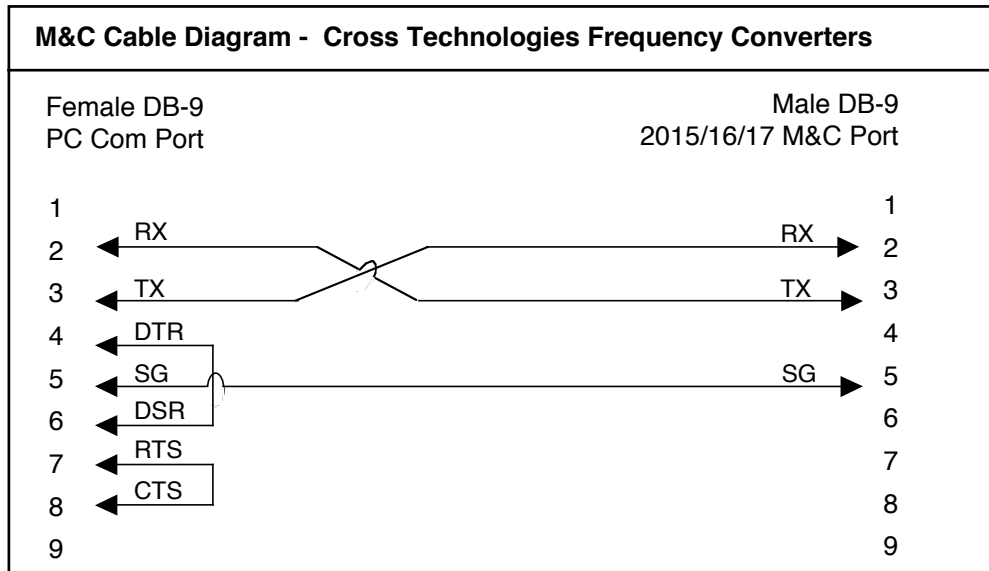 M&C Cable Diagram - Cross Technologies Frequency Converters
Female DB-9
PC Com Port
Male DB-9
2015/16/17 M&C Port
1 1
2 RX RX 2
3 TX TX 3
4 DTR 4
5 SG SG 5
6 DSR 6
7 RTS 7
8 CTS 8
9 9